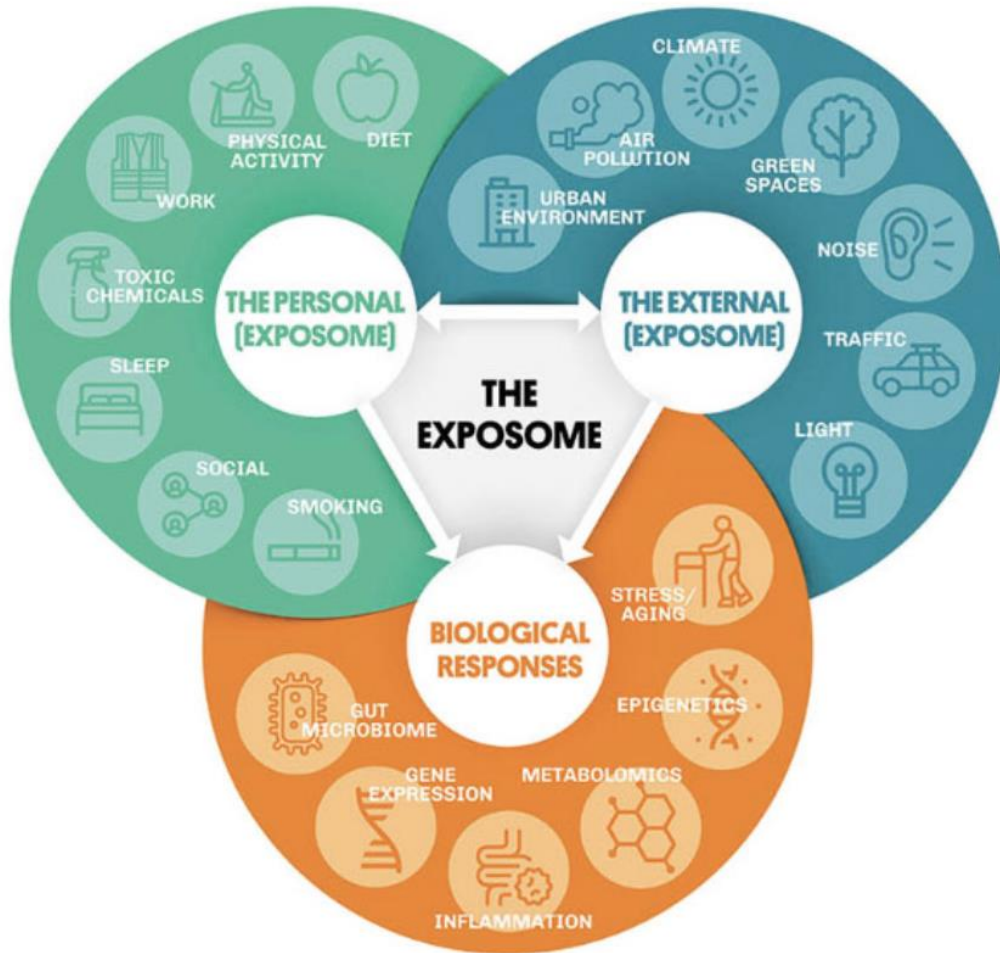 CLIMATE
PHYSICAL
ACTIVITY
DIET
AIR
POLLUTION
GREEN
SPACES
WORK
URBAN
ENVIRONMENT
NOISE
TOXIC
CHEMICALS
THE PERSONAL
(EXPOSOME)
THE EXTERNAL
(EXPOSOME)
TRAFFIC
SLEEP
THE
EXPOSOME
LIGHT
SOCIAL
SMOKING
STRESS/
AGING
BIOLOGICAL
RESPONSES
GUT
MICROBIOME
EPIGENETICS
GENE
EXPRESSION
METABOLOMICS
INFLAMMATION